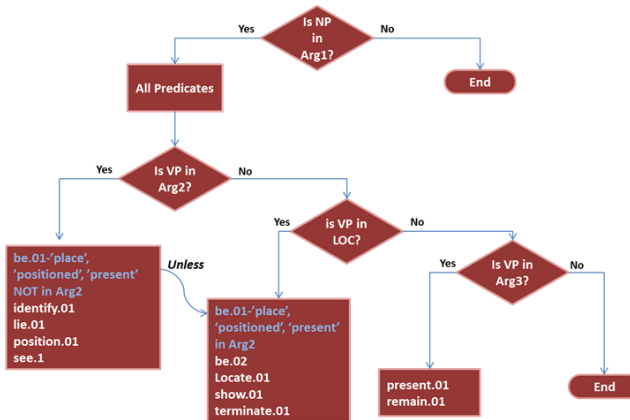 Is NP
in
Arg1?
Yes
No
All Predicates
End
Is VP in
Arg2?
Yes
No
is VP in
LOC?
Yes
No
be.01-’place’,
’positioned’, ’present’
NOT in Arg2
identify.01
lie.01
position.01
see.1
Unless
be.01-’place’,
‘positioned’, ‘present’
in Arg2
be.02
Locate.01
show.01
terminate.01
Is VP in
Arg3?
Yes
No
present.01
remain.01
End